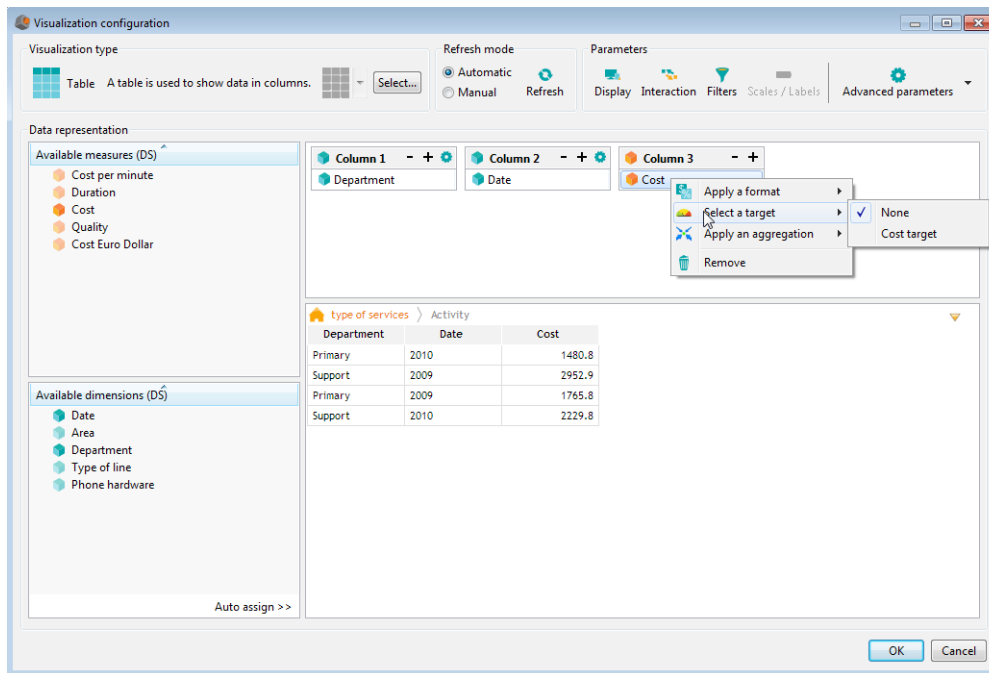 Visualization configuration
Visualization type
Table A table is used to show data in columns.
Select...
Refresh mode
Automatic
Manual
Refresh
Parameters
Display Interaction Filters Scales / Labels Advanced parameters
Data representation
Available measures (DS)
Cost per minute
Duration
Cost
Quality
Cost Euro Dollar
Available dimensions (DS)
Date
Area
Department
Type of line
Phone hardware
Auto assign >>
Column 1 - +
Department
Column 2 - +
Date
Column 3 - +
Cost
Apply a format
Select a target
Apply an aggregation
Remove
None
Cost target
type of services Activity
Department Date Cost
Primary 2010 1480.8
Support 2009 2952.9
Primary 2009 1765.8
Support 2010 2229.8
OK Cancel